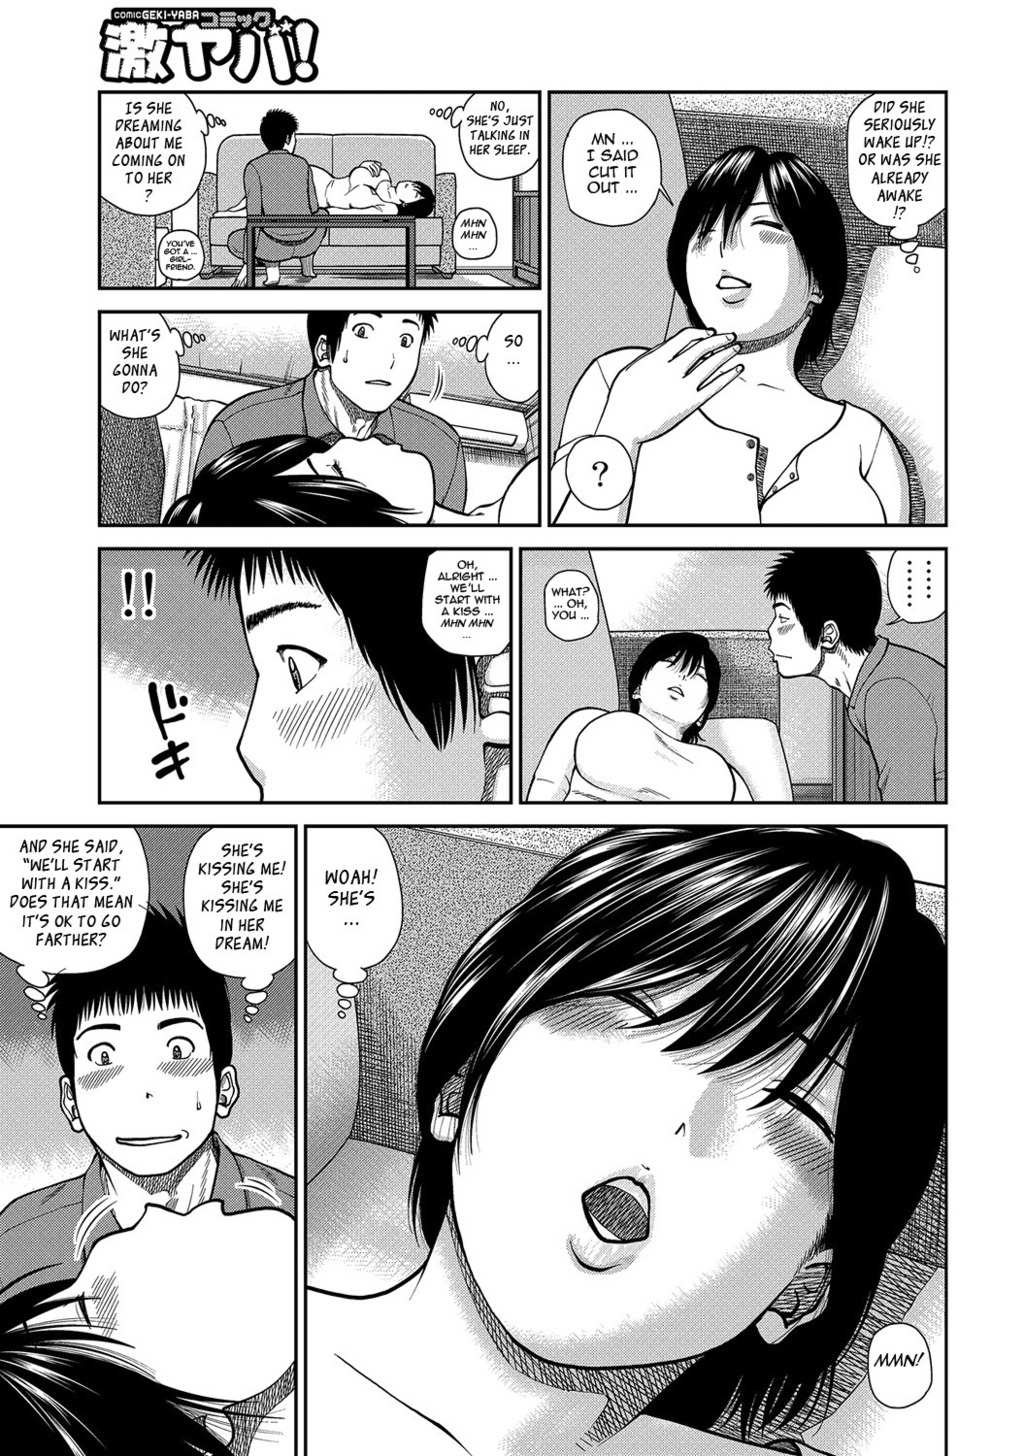 COMIC GEKI-YABA コミック
激ヤバ!
DID SHE
SERIOUSLY
WAKE UP!?
OR WAS SHE
ALREADY
AWAKE
!?
MN ...
I SAID
CUT IT
OUT ...
?
NO,
SHE'S JUST
TALKING IN
HER SLEEP.
IS SHE
DREAMING
ABOUT ME
COMING ON
TO HER
?
MHN
MHN
...
YOU'VE
GOT A ...
GIRL-
FRIEND.
SO
...
WHAT'S
SHE
GONNA
DO?
........
WHAT?
... OH,
YOU ...
OH,
ALRIGHT ...
WE'LL
START WITH
A KISS ...
MHN MHN
...
!!
ドキ
WOAH!
SHE'S
...
MMN!
SHE'S
KISSING ME!
SHE'S
KISSING ME
IN HER
DREAM!
AND SHE SAID,
"WE'LL START
WITH A KISS."
DOES THAT MEAN
IT'S OK TO GO
FARTHER?